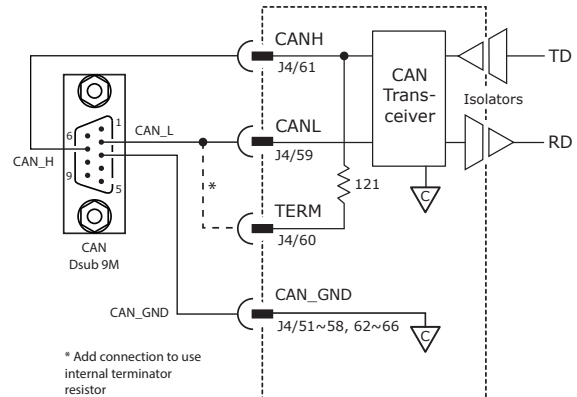 CANH
J4/61
CAN
Trans-
ceiver
TD
Isolators
1
6
CAN_L
CANL
RD
CAN_H
J4/59
9
5
*
121
C
TERM
J4/60
CAN
Dsub 9M
CAN_GND
CAN_GND
J4/51~58, 62~66
C
* Add connection to use
internal terminator
resistor